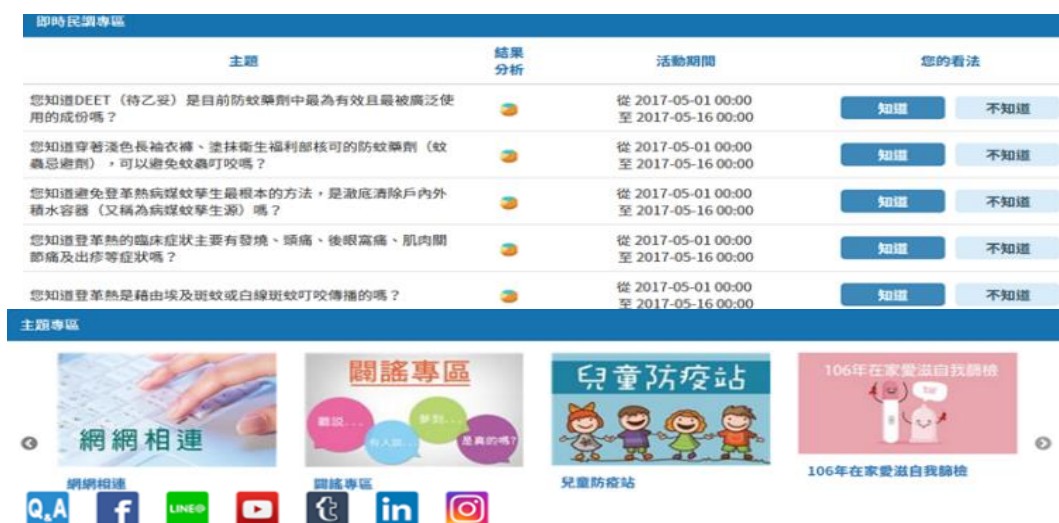 即時民調專區
主題
結果
分析
活動期間
您的看法
您知道DEET（待乙妥）是目前防蚊藥劑中最為有效且最被廣泛使
用的成份嗎？
從 2017-05-01 00:00
至 2017-05-16 00:00
知道
不知道
您知道穿著淺色長袖衣褲、塗抹衛生福利部核可的防蚊藥劑（蚊
蟲忌避劑），可以避免蚊蟲叮咬嗎？
從 2017-05-01 00:00
至 2017-05-16 00:00
知道
不知道
您知道避免登革熱病媒蚊孳生最根本的方法，是澈底清除戶內外
積水容器（又稱為病媒蚊孳生源）嗎？
從 2017-05-01 00:00
至 2017-05-16 00:00
知道
不知道
您知道登革熱的臨床症狀主要有發燒、頭痛、後眼窩痛、肌肉關
節痛及出疹等症狀嗎？
從 2017-05-01 00:00
至 2017-05-16 00:00
知道
不知道
您知道登革熱是藉由埃及斑蚊或白線斑蚊叮咬傳播的嗎？
從 2017-05-01 00:00
至 2017-05-16 00:00
知道
不知道
主題專區
網網相連
闢謠專區
聽說...
有人說...
是真的嗎?
兒童防疫站
106年在家愛滋自我篩檢
網網相連
闢謠專區
兒童防疫站
106年在家愛滋自我篩檢
Q&A
f
LINE@
t
in